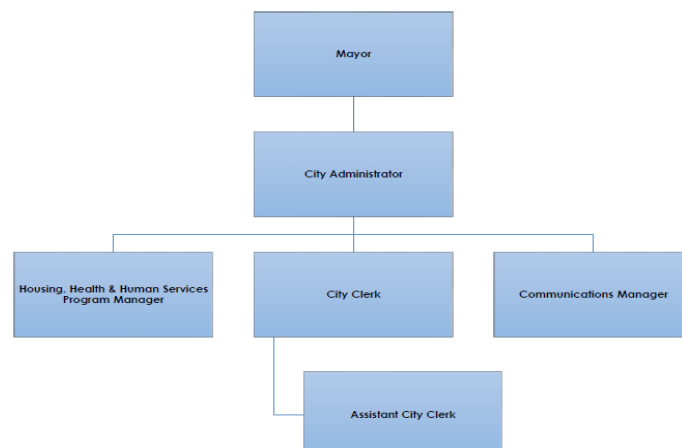 Mayor
City Administrator
Housing, Health & Human Services
Program Manager
City Clerk
Communications Manager
Assistant City Clerk